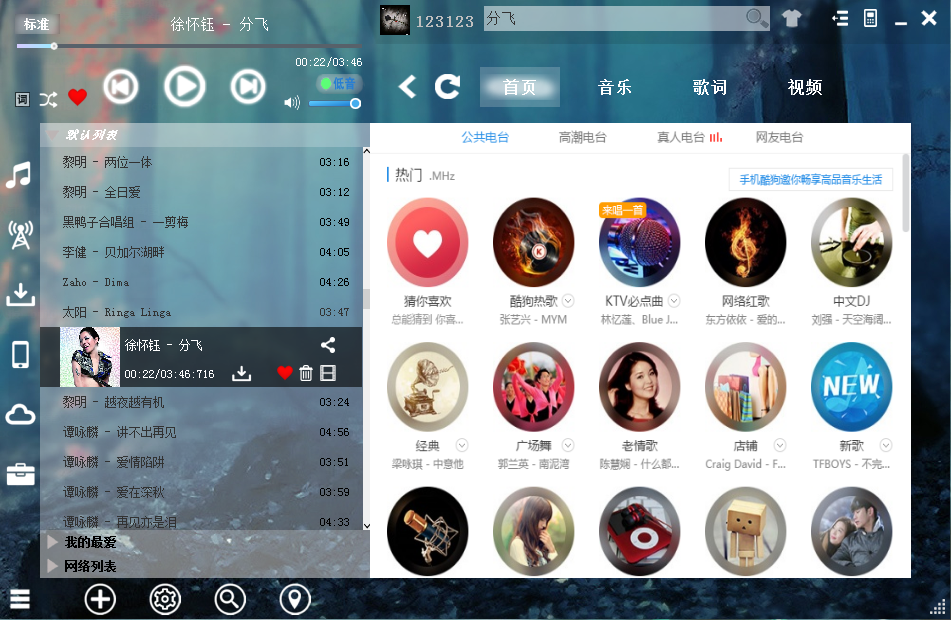 标准
徐怀钰 - 分飞
00:22/03:46
词
低音
123123
分飞
首页
音乐
歌词
视频
默认列表
黎明 - 两位一体 03:16
黎明 - 全日爱 03:12
黑鸭子合唱组 - 一剪梅 03:49
李健 - 贝加尔湖畔 04:05
Zaho - Dima 04:26
太阳 - Ringa Linga 03:47
徐怀钰 - 分飞
00:22/03:46:716
黎明 - 越夜越有机 03:24
谭咏麟 - 讲不出再见 04:56
谭咏麟 - 爱情陷阱 03:51
谭咏麟 - 爱在深秋 03:59
谭咏麟 - 再见亦是泪 04:33
我的最爱
网络列表
公共电台
高潮电台
真人电台
网友电台
热门 .MHz
手机酷狗邀你畅享高品音乐生活
来唱一首
K
猜你喜欢
总能猜到 你喜...
酷狗热歌
张艺兴 - MYM
KTV必点曲
林忆莲、Blue J...
网络红歌
东方依依 - 爱的...
中文DJ
刘强 - 天空海阔...
NEW
经典
梁咏琪 - 中意他
广场舞
郭兰英 - 南泥湾
老情歌
陈慧娴 - 什么都...
店铺
Craig David - F...
新歌
TFBOYS - 不完...